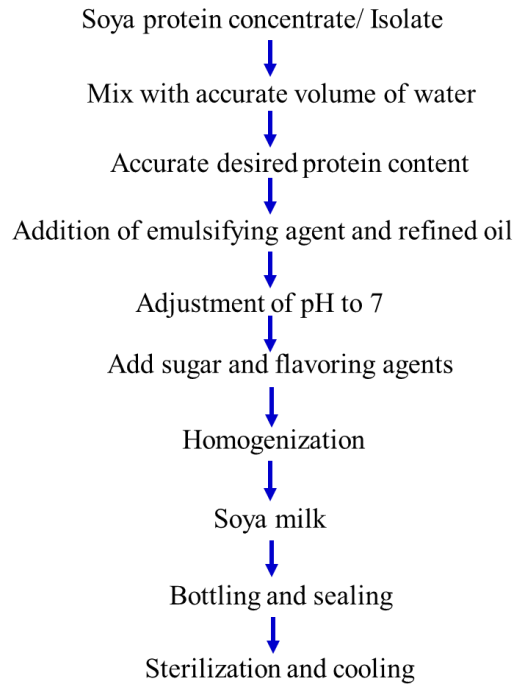 Soya protein concentrate/ Isolate
Mix with accurate volume of water
Accurate desired protein content
Addition of emulsifying agent and refined oil
Adjustment of pH to 7
Add sugar and flavoring agents
Homogenization
Soya milk
Bottling and sealing
Sterilization and cooling